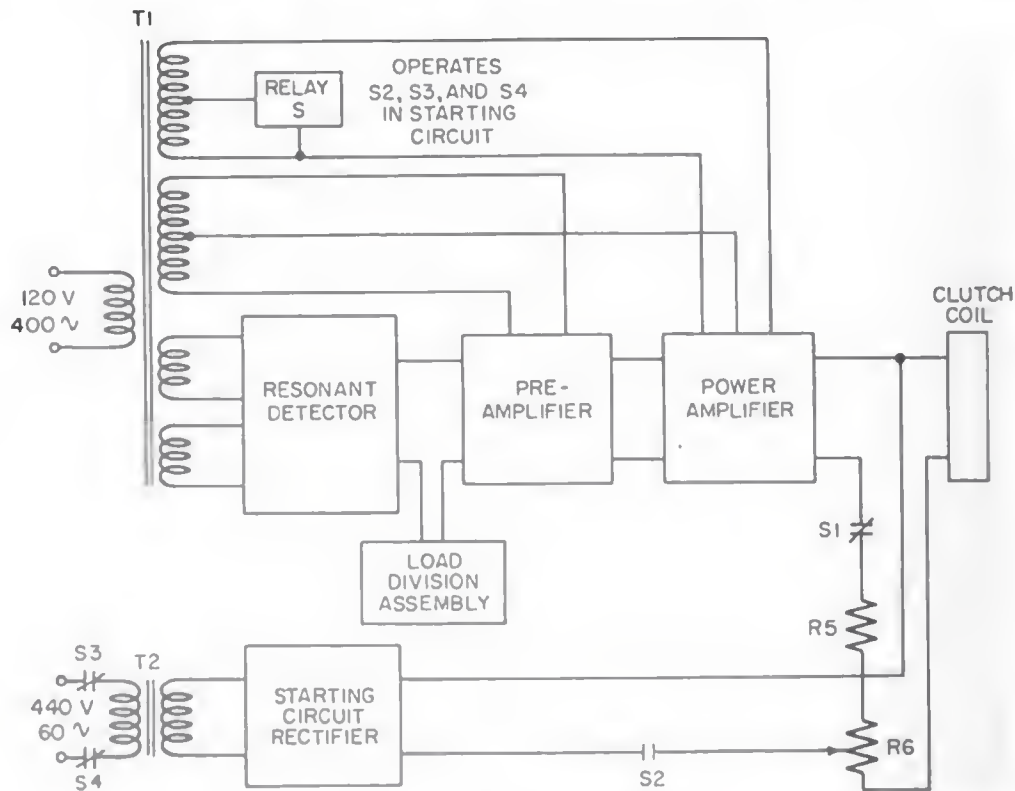 T1
RELAY
S
OPERATES
S2, S3, AND S4
IN STARTING
CIRCUIT
120 V
400 ~
CLUTCH
COIL
RESONANT
DETECTOR
PRE-
AMPLIFIER
POWER
AMPLIFIER
S1
LOAD
DIVISION
ASSEMBLY
R5
S3
T2
440 V
60 ~
S4
STARTING
CIRCUIT
RECTIFIER
S2
R6